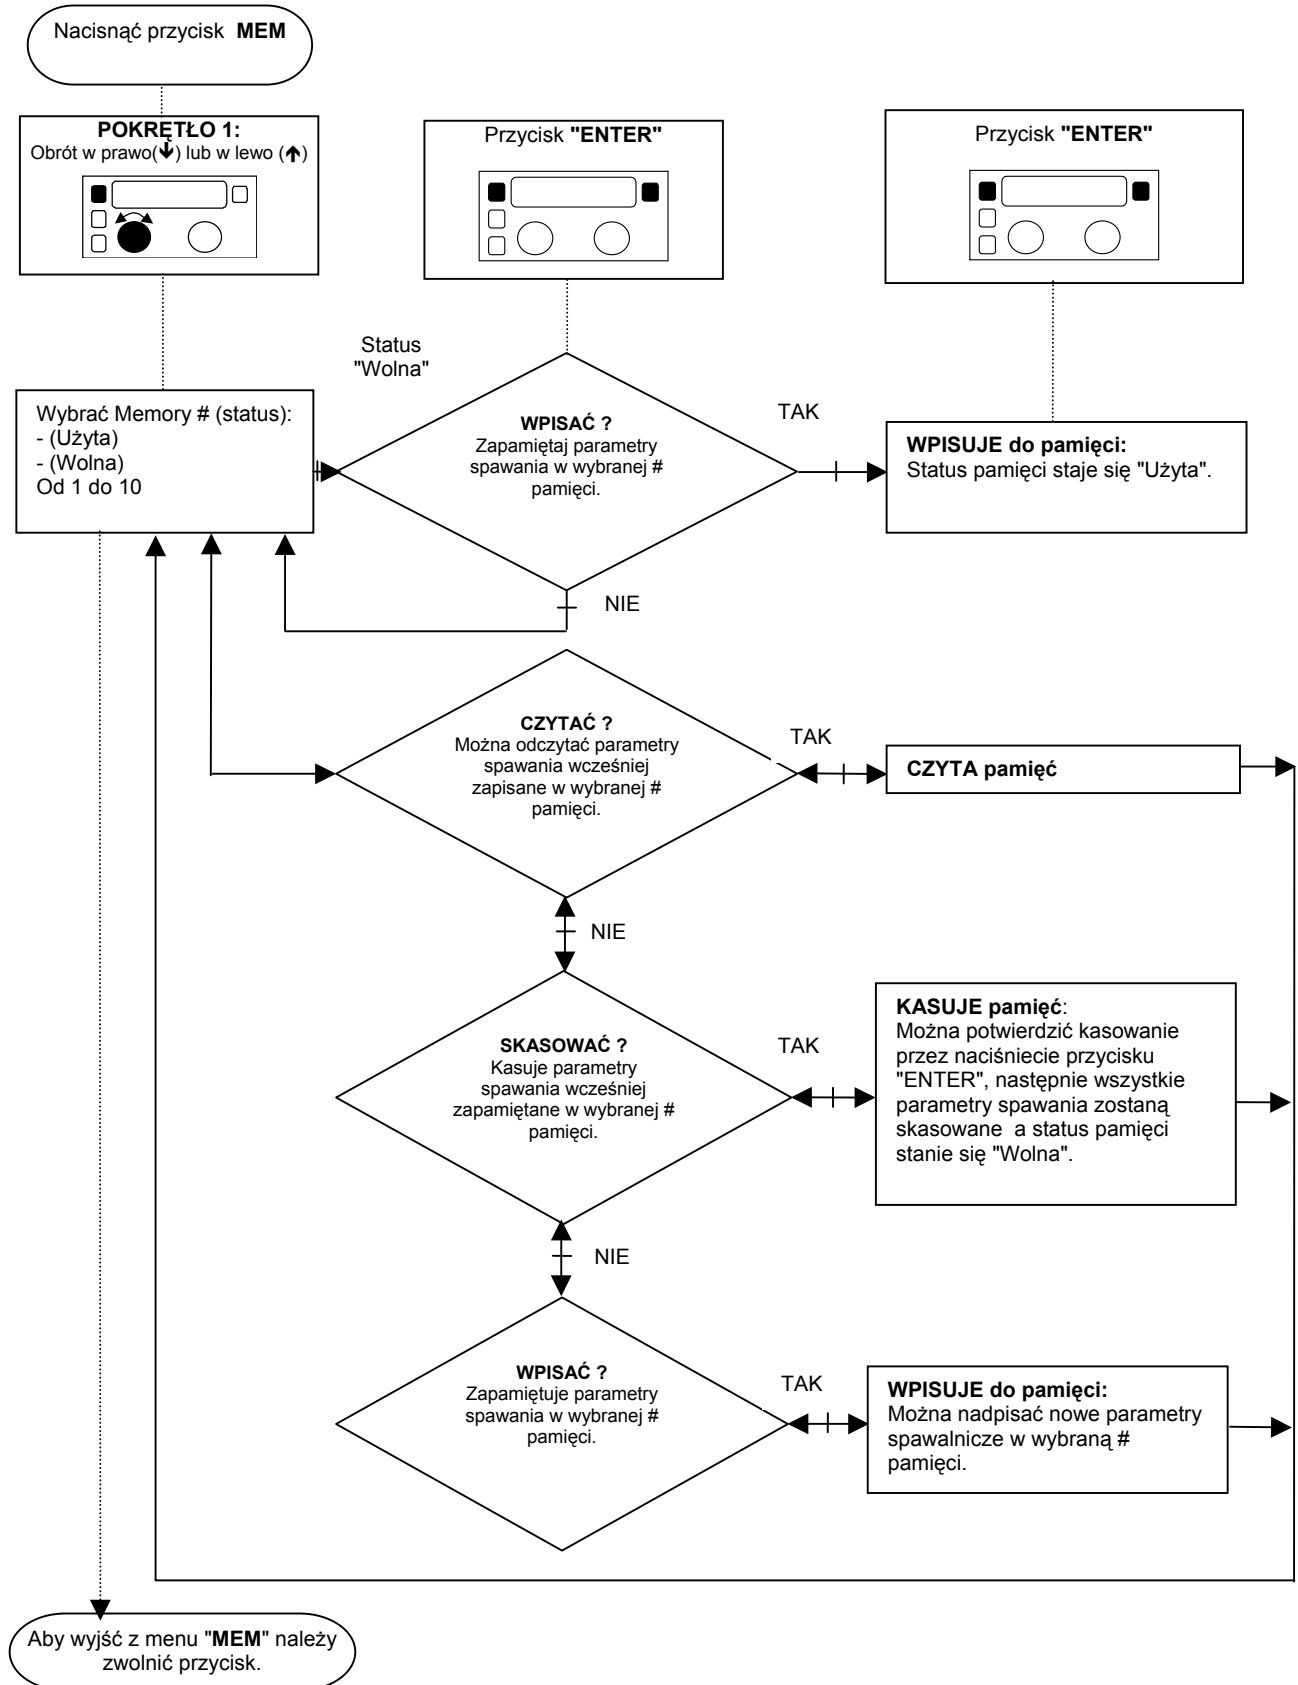 Nacisnąć przycisk MEM
POKRĘTŁO 1:
Obrót w prawo(🡻) lub w lewo (🡹)
Przycisk "ENTER"
Przycisk "ENTER"
Status
"Wolna"
Wybrać Memory # (status):
- (Użyta)
- (Wolna)
Od 1 do 10
WPISAĆ ?
Zapamiętaj parametry
spawania w wybranej #
pamięci.
TAK
WPISUJE do pamięci:
Status pamięci staje się "Użyta".
NIE
CZYTAĆ ?
Można odczytać parametry
spawania wcześniej
zapisane w wybranej #
pamięci.
TAK
CZYTA pamięć
NIE
SKASOWAĆ ?
Kasuje parametry
spawania wcześniej
zapamiętane w wybranej #
pamięci.
TAK
KASUJE pamięć:
Można potwierdzić kasowanie
przez naciśniecie przycisku
"ENTER", następnie wszystkie
parametry spawania zostaną
skasowane a status pamięci
stanie się "Wolna".
NIE
WPISAĆ ?
Zapamiętuje parametry
spawania w wybranej #
pamięci.
TAK
WPISUJE do pamięci:
Można nadpisać nowe parametry
spawalnicze w wybraną #
pamięci.
Aby wyjść z menu "MEM" należy
zwolnić przycisk.